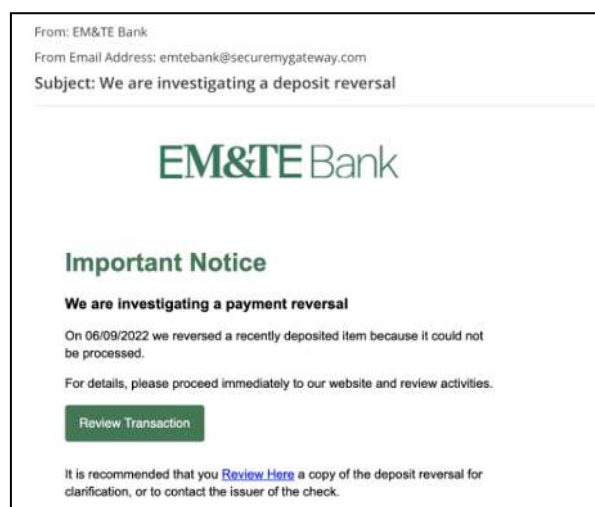 From: EM&TE Bank
From Email Address: emtebank@securemygateway.com
Subject: We are investigating a deposit reversal
EM&TE Bank
Important Notice
We are investigating a payment reversal
On 06/09/2022 we reversed a recently deposited item because it could not
be processed.
For details, please proceed immediately to our website and review activities.
Review Transaction
It is recommended that you Review Here a copy of the deposit reversal for
clarification, or to contact the issuer of the check.